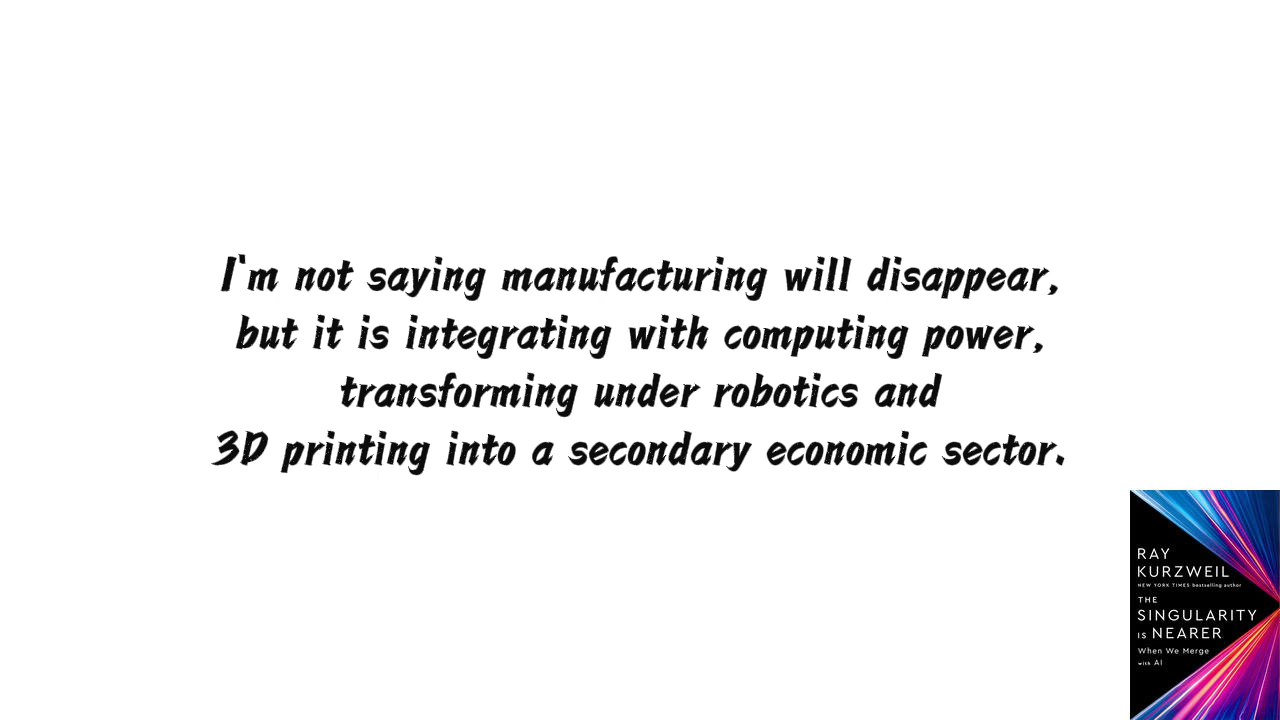 I'm not saying manufacturing will disappear,
but it is integrating with computing power,
transforming under robotics and
3D printing into a secondary economic sector.
RAY
KURZWEIL
NEW YORK TIMES bestselling author
THE
SINGULARITY
IS NEARER
When We Merge
with AI